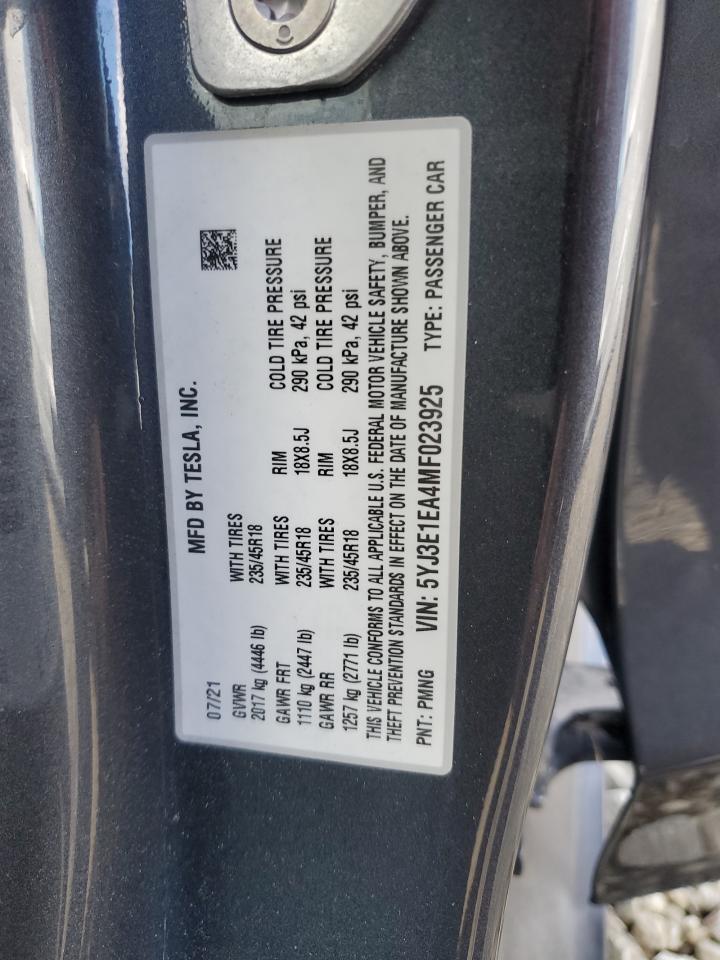 MFD BY TESLA, INC.
07/21
GVWR WITH TIRES
2017 kg (4446 lb) 235/45R18
GAWR FRT WITH TIRES RIM COLD TIRE PRESSURE
1110 kg (2447 lb) 235/45R18 18X8.5J 290 kPa, 42 psi
GAWR RR WITH TIRES RIM COLD TIRE PRESSURE
1257 kg (2771 lb) 235/45R18 18X8.5J 290 kPa, 42 psi
THIS VEHICLE CONFORMS TO ALL APPLICABLE U.S. FEDERAL MOTOR VEHICLE SAFETY, BUMPER, AND
THEFT PREVENTION STANDARDS IN EFFECT ON THE DATE OF MANUFACTURE SHOWN ABOVE.
PNT: PMNG VIN: 5YJ3E1EA4MF023925 TYPE: PASSENGER CAR